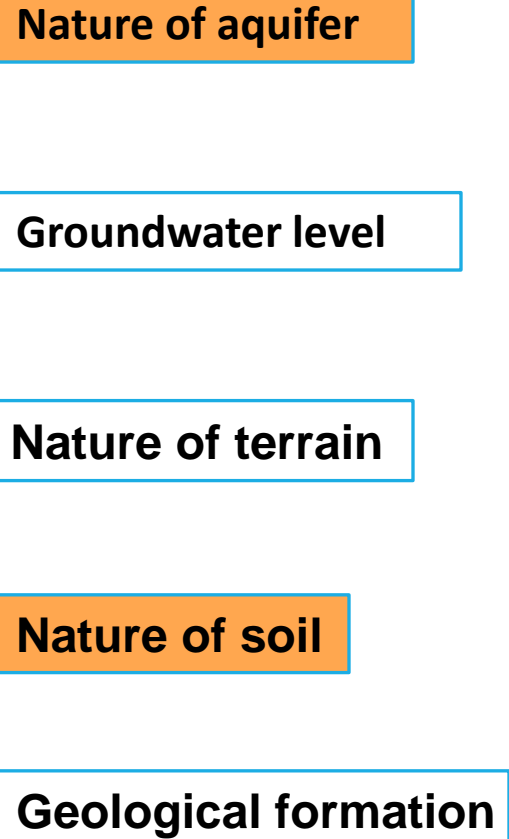 Nature of aquifer
Groundwater level
Nature of terrain
Nature of soil
Geological formation